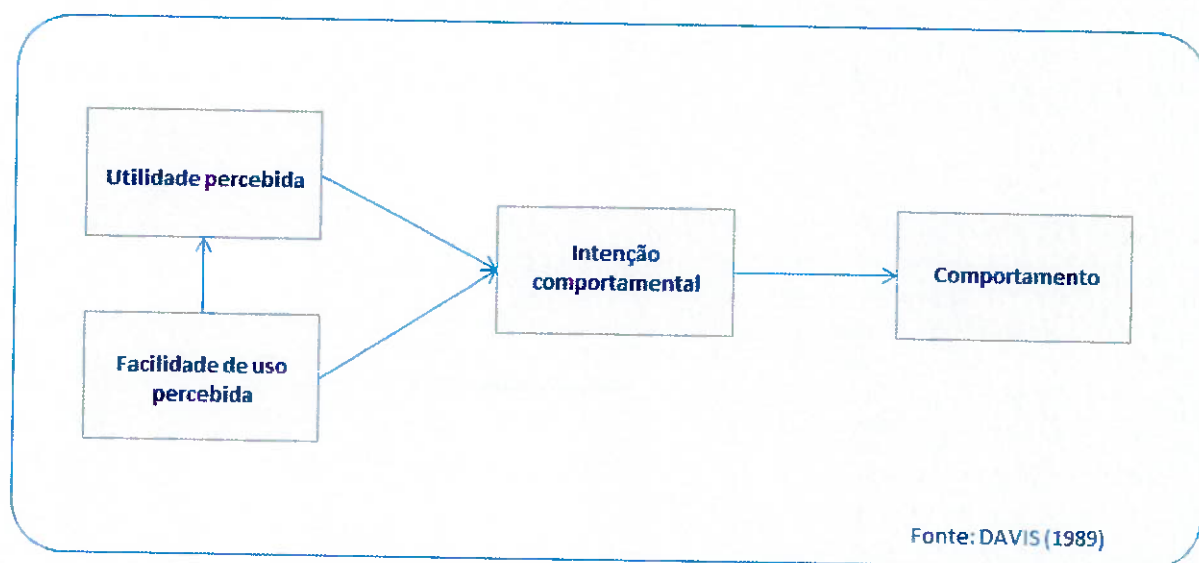 Utilidade percebida
Facilidade de uso
percebida
Intenção
comportamental
Comportamento
Fonte: DAVIS (1989)